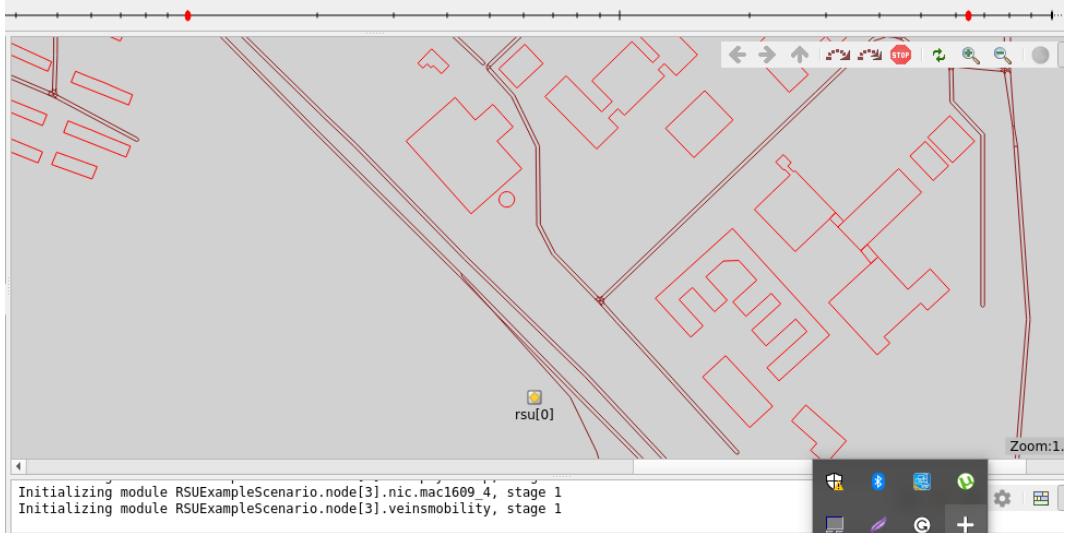 STOP
rsu[0]
Zoom:1.
Initializing module RSUExampleScenario.node[3].nic.mac1609_4, stage 1
Initializing module RSUExampleScenario.node[3].veinsmobility, stage 1